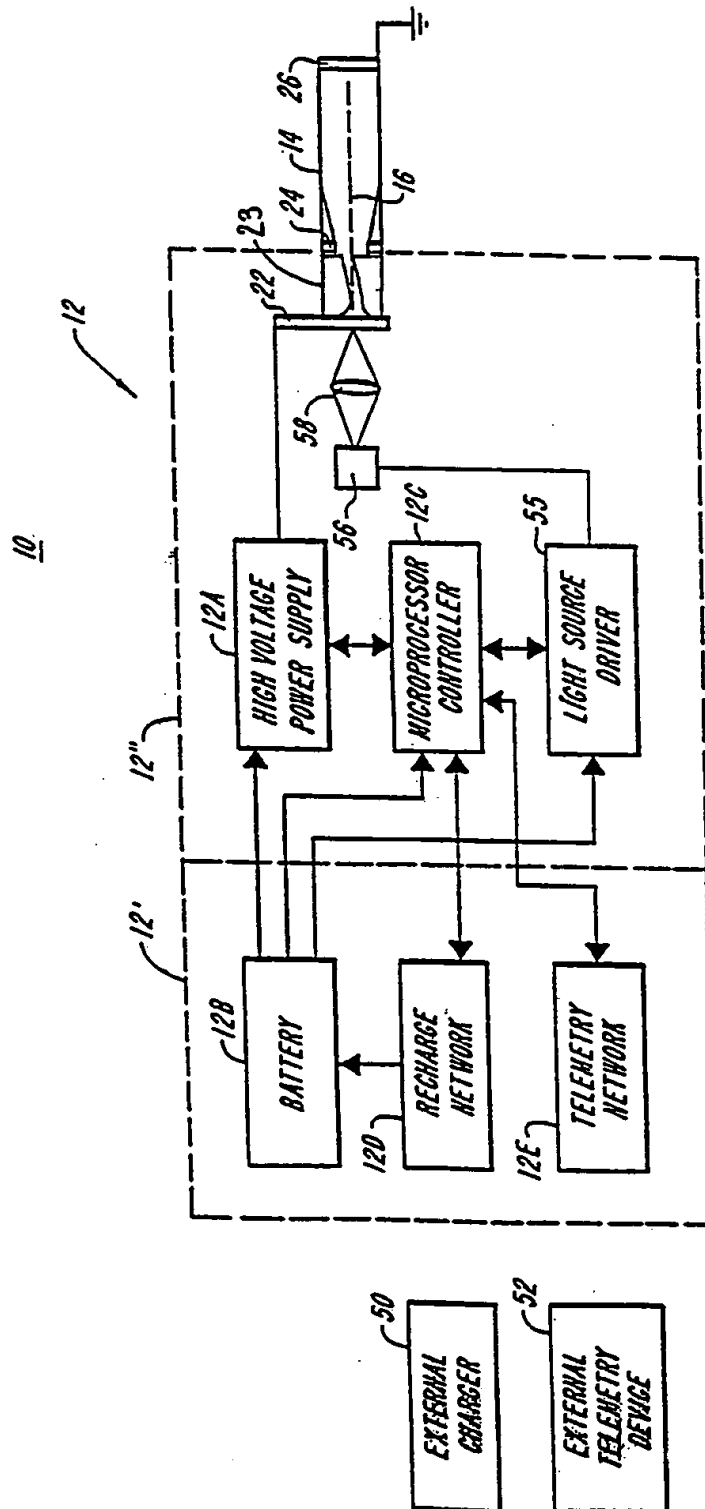 10
12
12'
12"
12B
BATTERY
12A
HIGH VOLTAGE
POWER SUPPLY
22
23
24
14
26
16
58
56
12D
RECHARGE
NETWORK
12C
MICROPROCESSOR
CONTROLLER
12E
TELEMETRY
NETWORK
55
LIGHT SOURCE
DRIVER
50
EXTERNAL
CHARGER
52
EXTERNAL
TELEMETRY
DEVICE